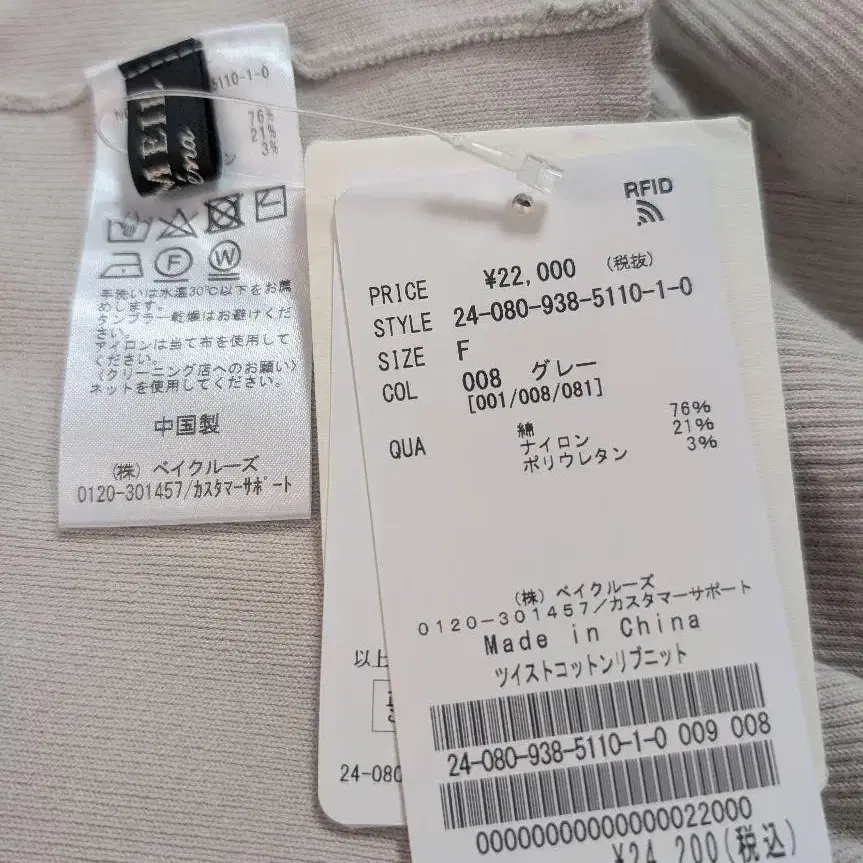 5110-1-0
76%
21%
ン 3%
F
W
手洗いは水温30℃以下をお薦
めします。
タンブラー乾燥はお避けくだ
さい。
アイロンは当て布を使用して
ください。
〈クリーニング店へのお願い〉
ネットを使用してください。
中国製
(株) ベイクルーズ
0120-301457/カスタマーサポート
RFID
PRICE ¥22,000 (税抜)
STYLE 24-080-938-5110-1-0
SIZE F
COL 008 グレー
[001/008/081]
QUA 綿 76%
ナイロン 21%
ポリウレタン 3%
(株) ベイクルーズ
0120-301457/カスタマーサポート
Made in China
ツイストコットンリブニット
24-080-938-5110-1-0 009 008
00000000000000022000
¥24,200(税込)
以上
24-080